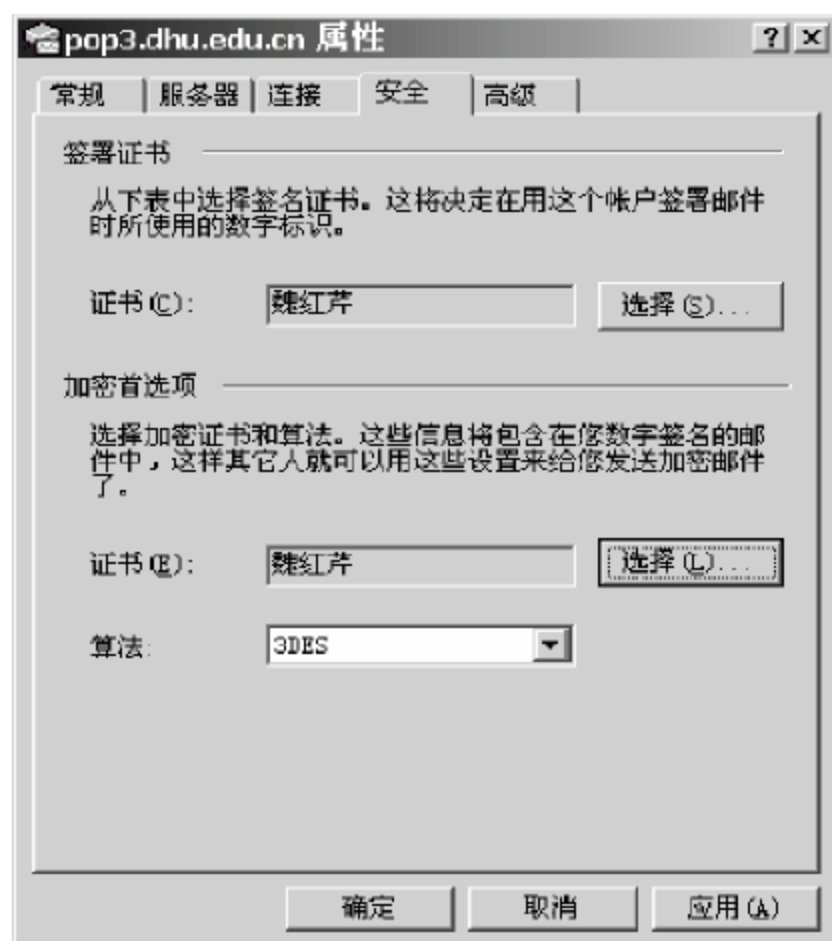 pop3.dhu.edu.cn 属性
常规 服务器 连接 安全 高级
签署证书
从下表中选择签名证书。这将决定在用这个帐户签署邮件
时所使用的数字标识。
证书(C): 魏红芹 选择(S)...
加密首选项
选择加密证书和算法。这些信息将包含在您数字签名的邮
件中，这样其它人就可以用这些设置来给您发送加密邮件
了。
证书(E): 魏红芹 选择(L)...
算法: 3DES
确定 取消 应用(A)